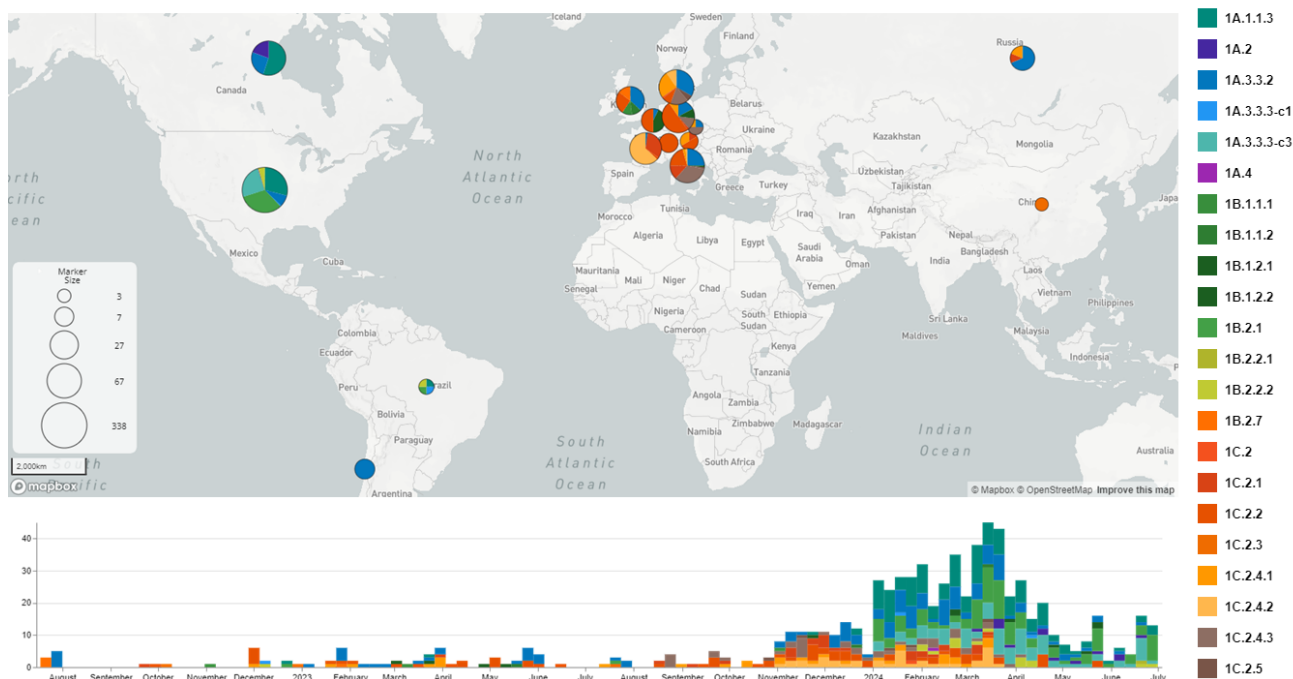 Iceland
Sweden
Finland
Norway
Russia
Canada
Belarus
Ukraine
Kazakhstan
Mongolia
Romania
North
Atlantic
Ocean
orth
cific
ean
Spain
Greece
Turkey
Uzbekistan
Tajikistan
Chin
Japa
Morocco
Tunisia
Iraq
Iran
Afghanistan
Algeria
Libya
Egypt
Saudi
Arabia
Pakistan
Nepal
Bangladesh
Mexico
Cuba
Oman
India
Laos
Mauritania
Mali
Niger
Chad
Sudan
Yemen
Senegal
Vietnam
Philippines
Nigeria
South
Sudan
Ethiopia
Sri Lanka
Cameroon
Maldives
Malaysia
Colombia
Ecuador
Kenya
Indonesia
Tanzania
Peru
razil
Angola
Zambia
Bolivia
Namibia
Zimbabwe
Madagascar
Paraguay
South
Atlantic
Ocean
Indian
Ocean
South Africa
Australia
Argentina
Marker
Size
3
7
27
67
338
2,000km
uth
cific
mapbox
© Mapbox © OpenStreetMap Improve this map
40
30
20
10
0
August September October November December 2023 February March April May June July August September October November December 2024 February March April May June July
1A.1.1.3
1A.2
1A.3.3.2
1A.3.3.3-c1
1A.3.3.3-c3
1A.4
1B.1.1.1
1B.1.1.2
1B.1.2.1
1B.1.2.2
1B.2.1
1B.2.2.1
1B.2.2.2
1B.2.7
1C.2
1C.2.1
1C.2.2
1C.2.3
1C.2.4.1
1C.2.4.2
1C.2.4.3
1C.2.5